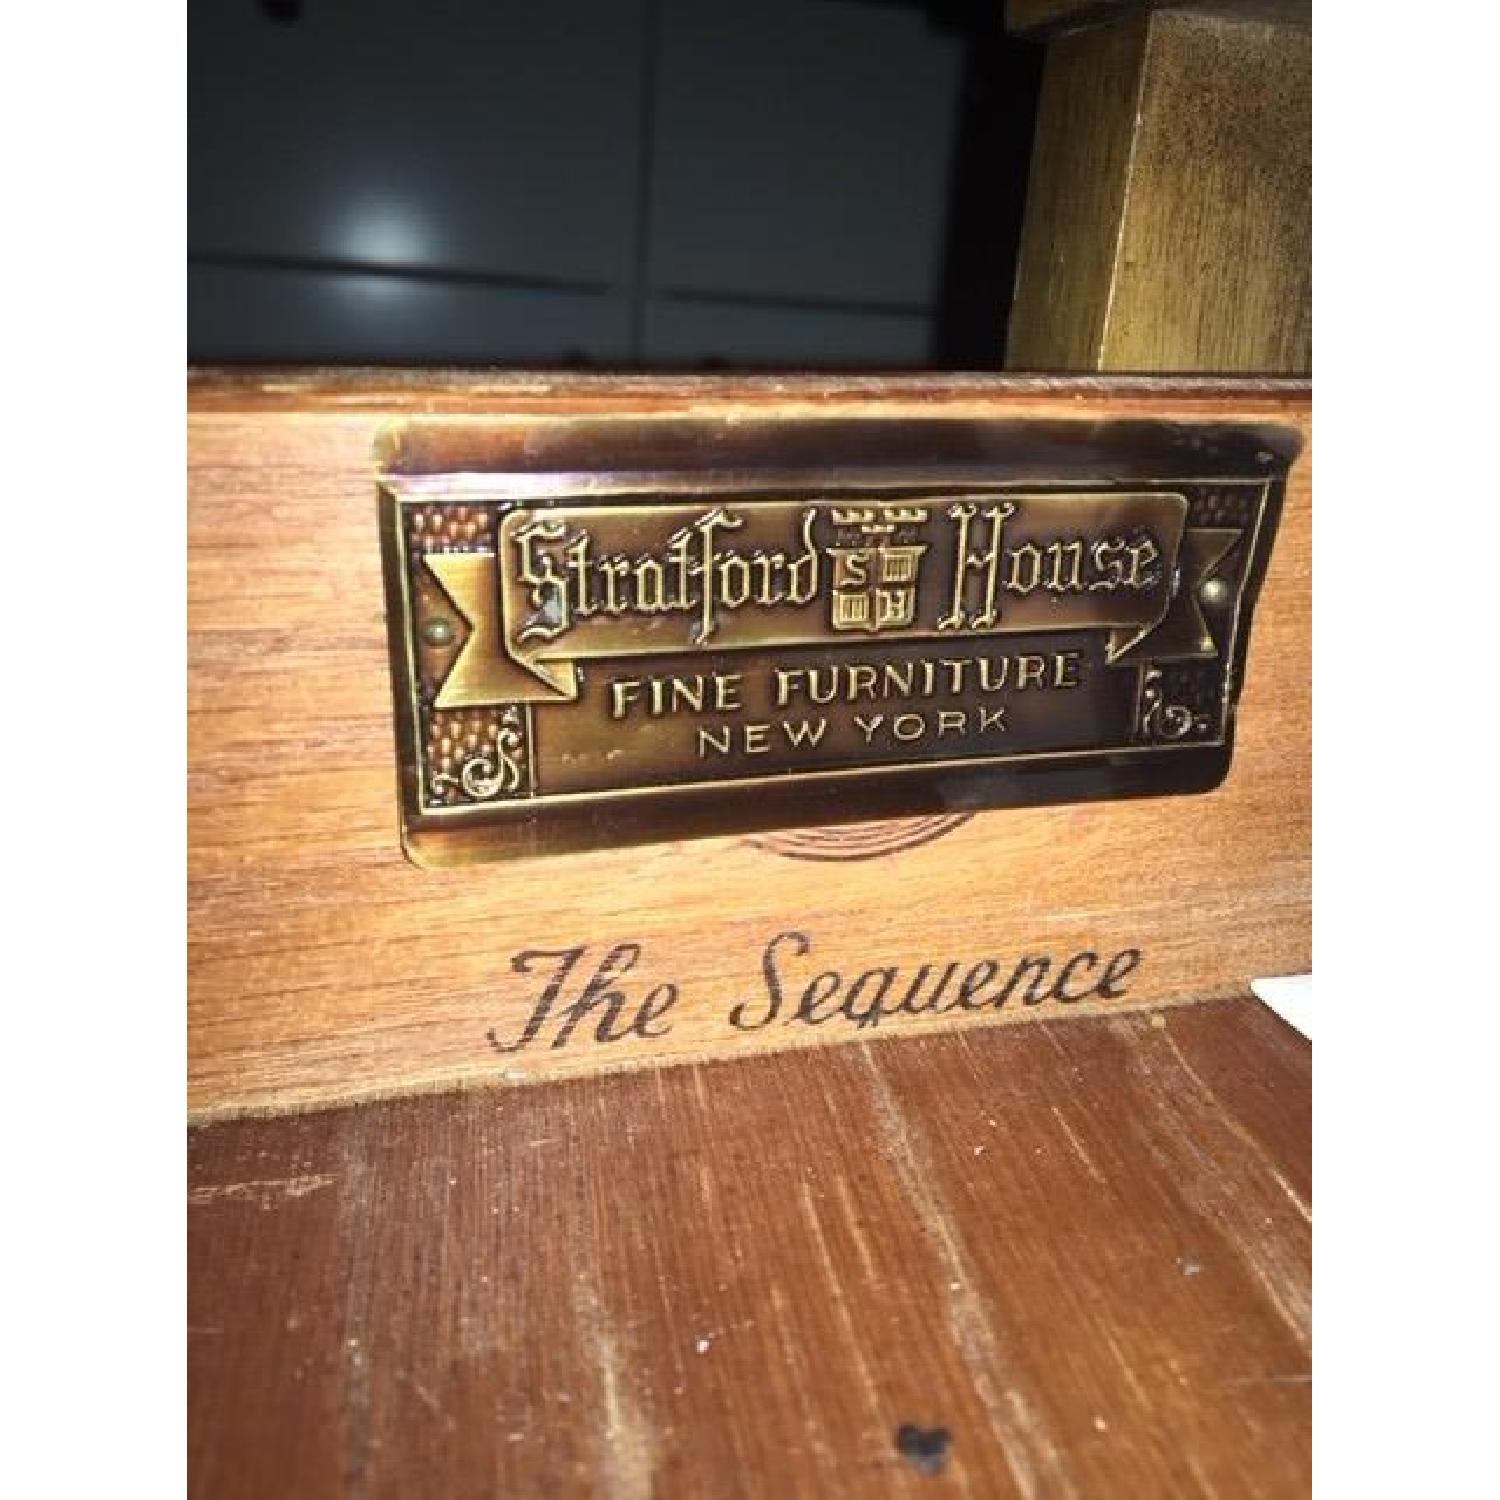 Stratford S H House
FINE FURNITURE
NEW YORK
The Sequence